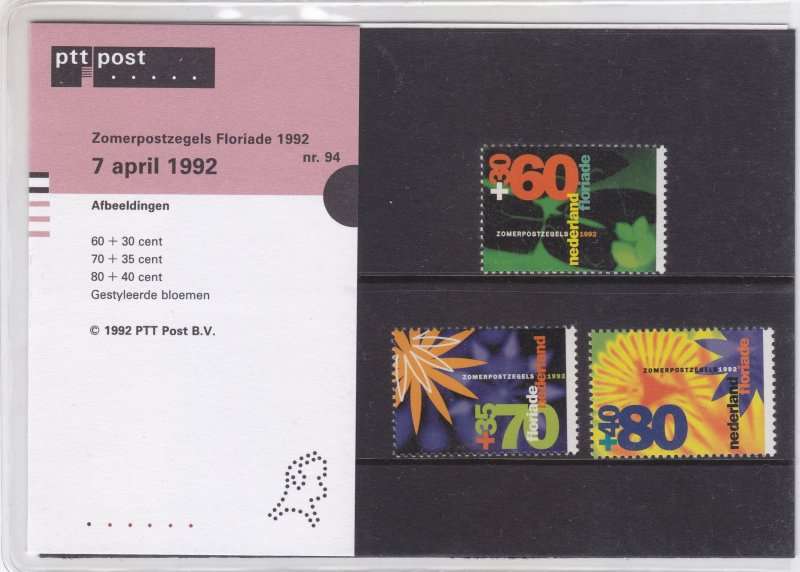 ptt post
Zomerpostzegels Floriade 1992
7 april 1992
nr. 94
Afbeeldingen
60 + 30 cent
70 + 35 cent
80 + 40 cent
Gestyleerde bloemen
© 1992 PTT Post B.V.
+30 60
nederland
floriade
ZOMERPOSTZEGELS 1992
ZOMERPOSTZEGELS 1992
+35 70
floriade
nederland
ZOMERPOSTZEGELS 1992
+40 80
nederland
floriade